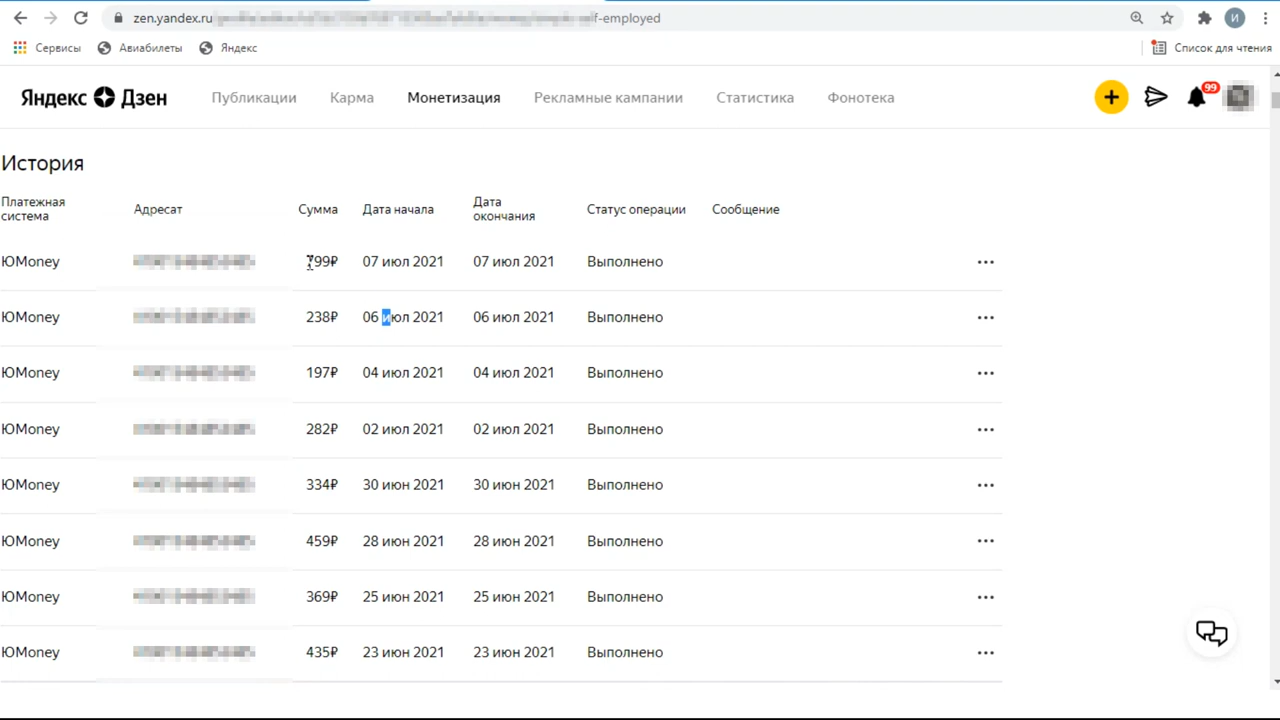 zen.yandex.ru
f-employed
И
Сервисы Авиабилеты Яндекс Список для чтения
Яндекс Дзен Публикации Карма Монетизация Рекламные кампании Статистика Фонотека 99
История
Платежная система Адресат Сумма Дата начала Дата окончания Статус операции Сообщение
ЮMoney 799₽ 07 июл 2021 07 июл 2021 Выполнено
ЮMoney 238₽ 06 июл 2021 06 июл 2021 Выполнено
ЮMoney 197₽ 04 июл 2021 04 июл 2021 Выполнено
ЮMoney 282₽ 02 июл 2021 02 июл 2021 Выполнено
ЮMoney 334₽ 30 июн 2021 30 июн 2021 Выполнено
ЮMoney 459₽ 28 июн 2021 28 июн 2021 Выполнено
ЮMoney 369₽ 25 июн 2021 25 июн 2021 Выполнено
ЮMoney 435₽ 23 июн 2021 23 июн 2021 Выполнено